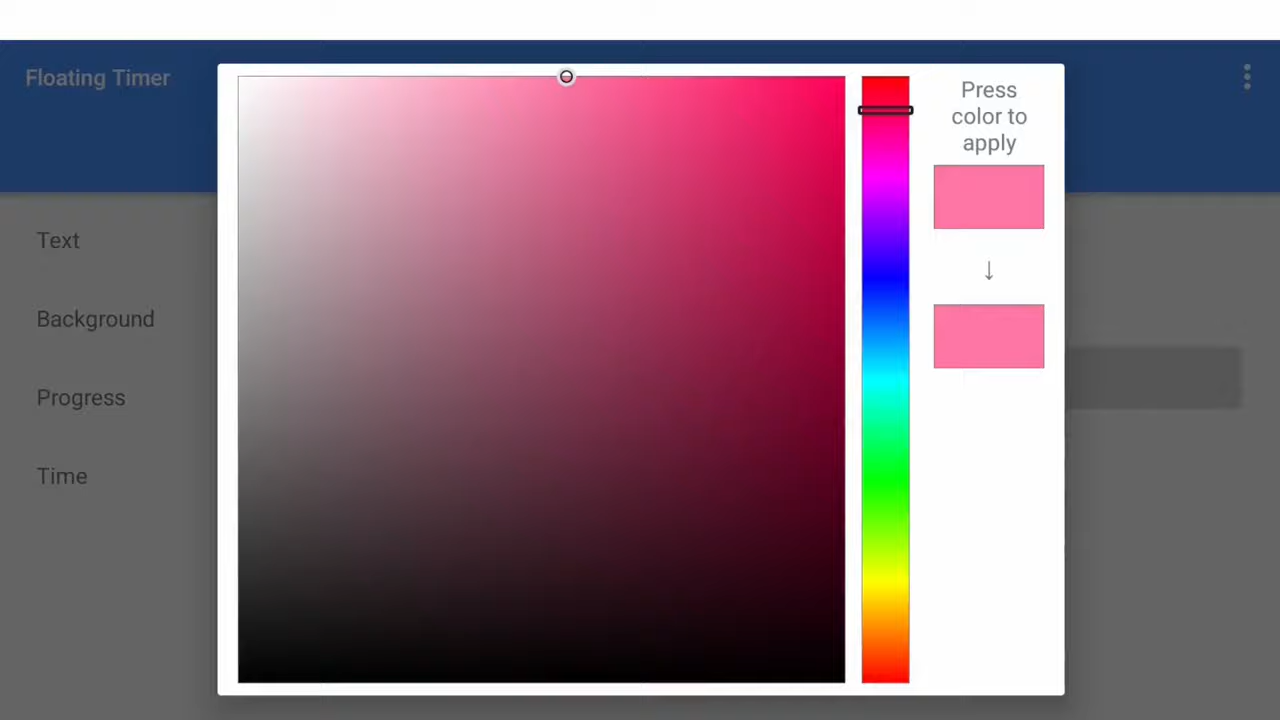 Floating Timer
Press
color to
apply
↓
Text
Background
Progress
Time